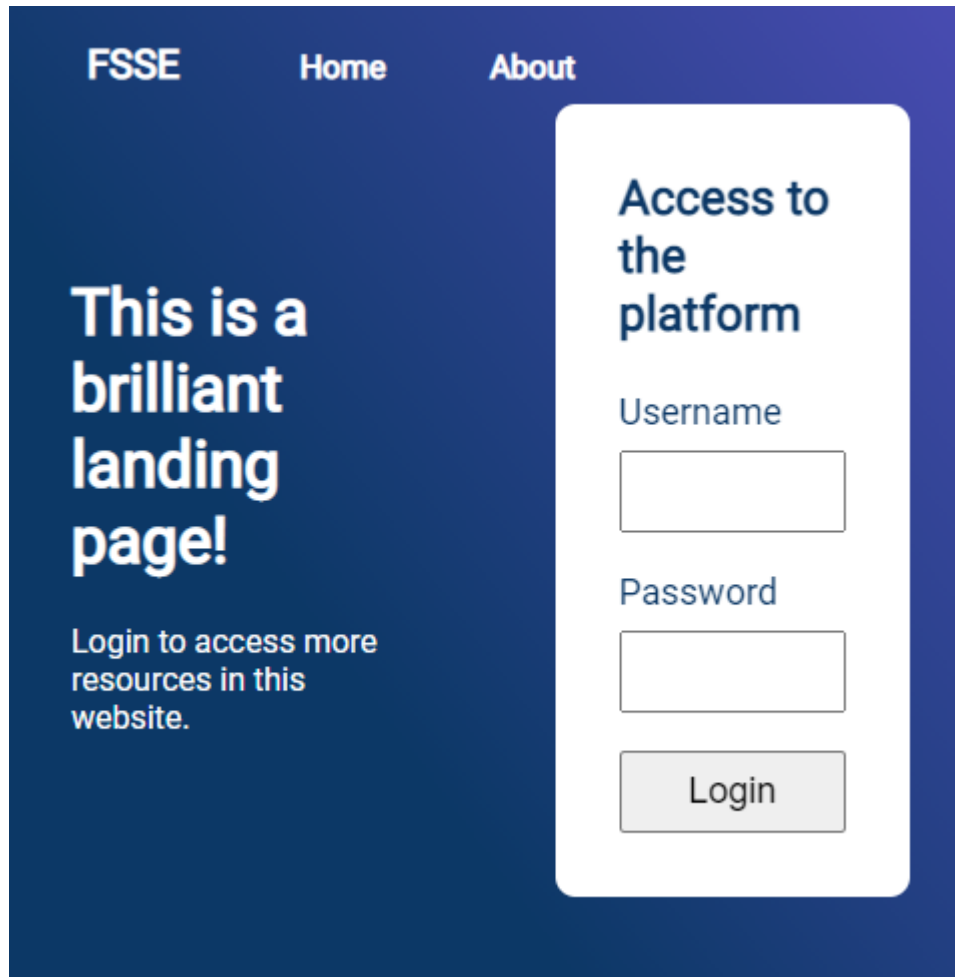 FSSE Home About
This is a
brilliant
landing
page!
Login to access more
resources in this
website.
Access to
the
platform
Username
Password
Login